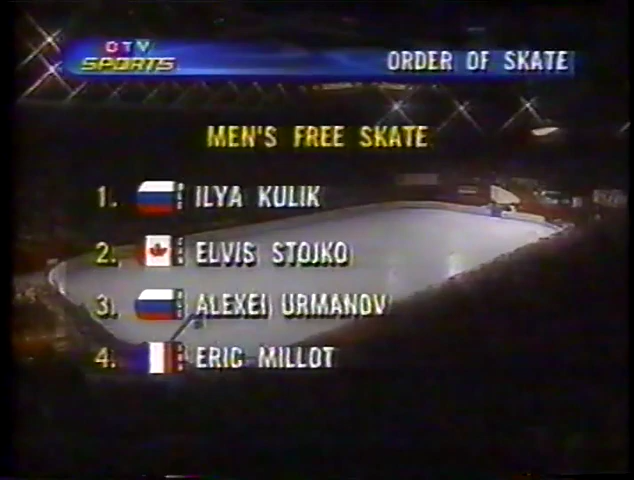 CTV
SPORTS
ORDER OF SKATE
MEN'S FREE SKATE
1. ILYA KULIK
2. ELVIS STOJKO
3. ALEXEI URMANOV
4. ERIC MILLOT